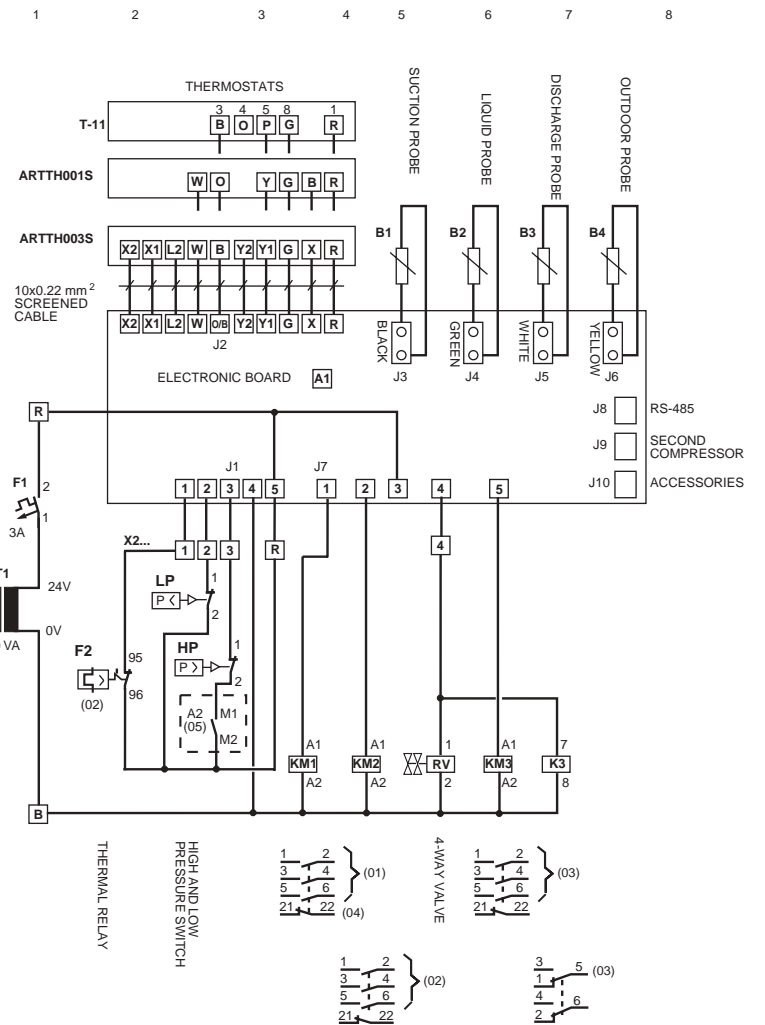 1 2 3 4 5 6 7 8
THERMOSTATS
T-11
3 4 5 8 1
B O P G R
ARTTH001S
W O Y G B R
ARTTH003S
X2 X1 L2 W B Y2 Y1 G X R
10x0.22 mm 2
SCREENED
CABLE
X2 X1 L2 W O/B Y2 Y1 G X R
J2
SUCTION PROBE
LIQUID PROBE
DISCHARGE PROBE
OUTDOOR PROBE
B1 B2 B3 B4
BLACK GREEN WHITE YELLOW
J3 J4 J5 J6
ELECTRONIC BOARD A1
J8 RS-485
J9 SECOND
COMPRESSOR
J10 ACCESSORIES
R
J1 J7
1 2 3 4 5 1 2 3 4 5
F1
2
1
3A
X2...
1 2 3 R 4
T1
24V
0V
VA
LP
P <
1
2
HP
P >
1
2
F2
95
96
(02)
A2
(05)
M1
M2
A1 A1 1 A1 7
KM1 KM2 RV KM3 K3
A2 A2 2 A2 8
B
THERMAL RELAY
HIGH AND LOW
PRESSURE SWITCH
4-WAY VALVE
1 2
3 4
5 6
21 22
(01)
(04)
1 2
3 4
5 6
21 22
(03)
1 2
3 4
5 6
21 22
(02)
3
1 5
4
2 6
(03)